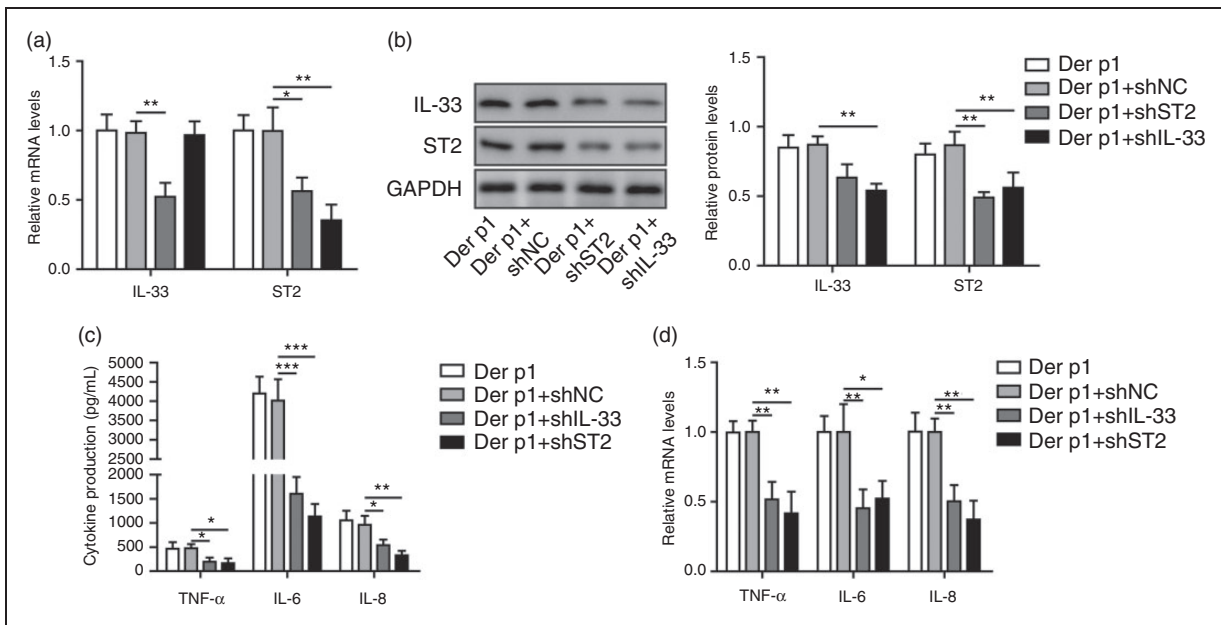 (a)
1.5
1.0
0.5
0.0
Relative mRNA levels
**
*
**
IL-33
ST2
(b)
IL-33
ST2
GAPDH
Der p1
Der p1+
shNC
Der p1+
shST2
Der p1+
shIL-33
1.5
1.0
0.5
0.0
Relative protein levels
**
**
**
IL-33
ST2
Der p1
Der p1+shNC
Der p1+shST2
Der p1+shIL-33
(c)
5000
4500
4000
3500
3000
2500
2000
2000
1500
1000
500
0
Cytokine production (pg/mL)
*
*
***
***
**
*
TNF-α
IL-6
IL-8
Der p1
Der p1+shNC
Der p1+shIL-33
Der p1+shST2
(d)
1.5
1.0
0.5
0.0
Relative mRNA levels
**
**
*
**
**
**
TNF-α
IL-6
IL-8
Der p1
Der p1+shNC
Der p1+shIL-33
Der p1+shST2